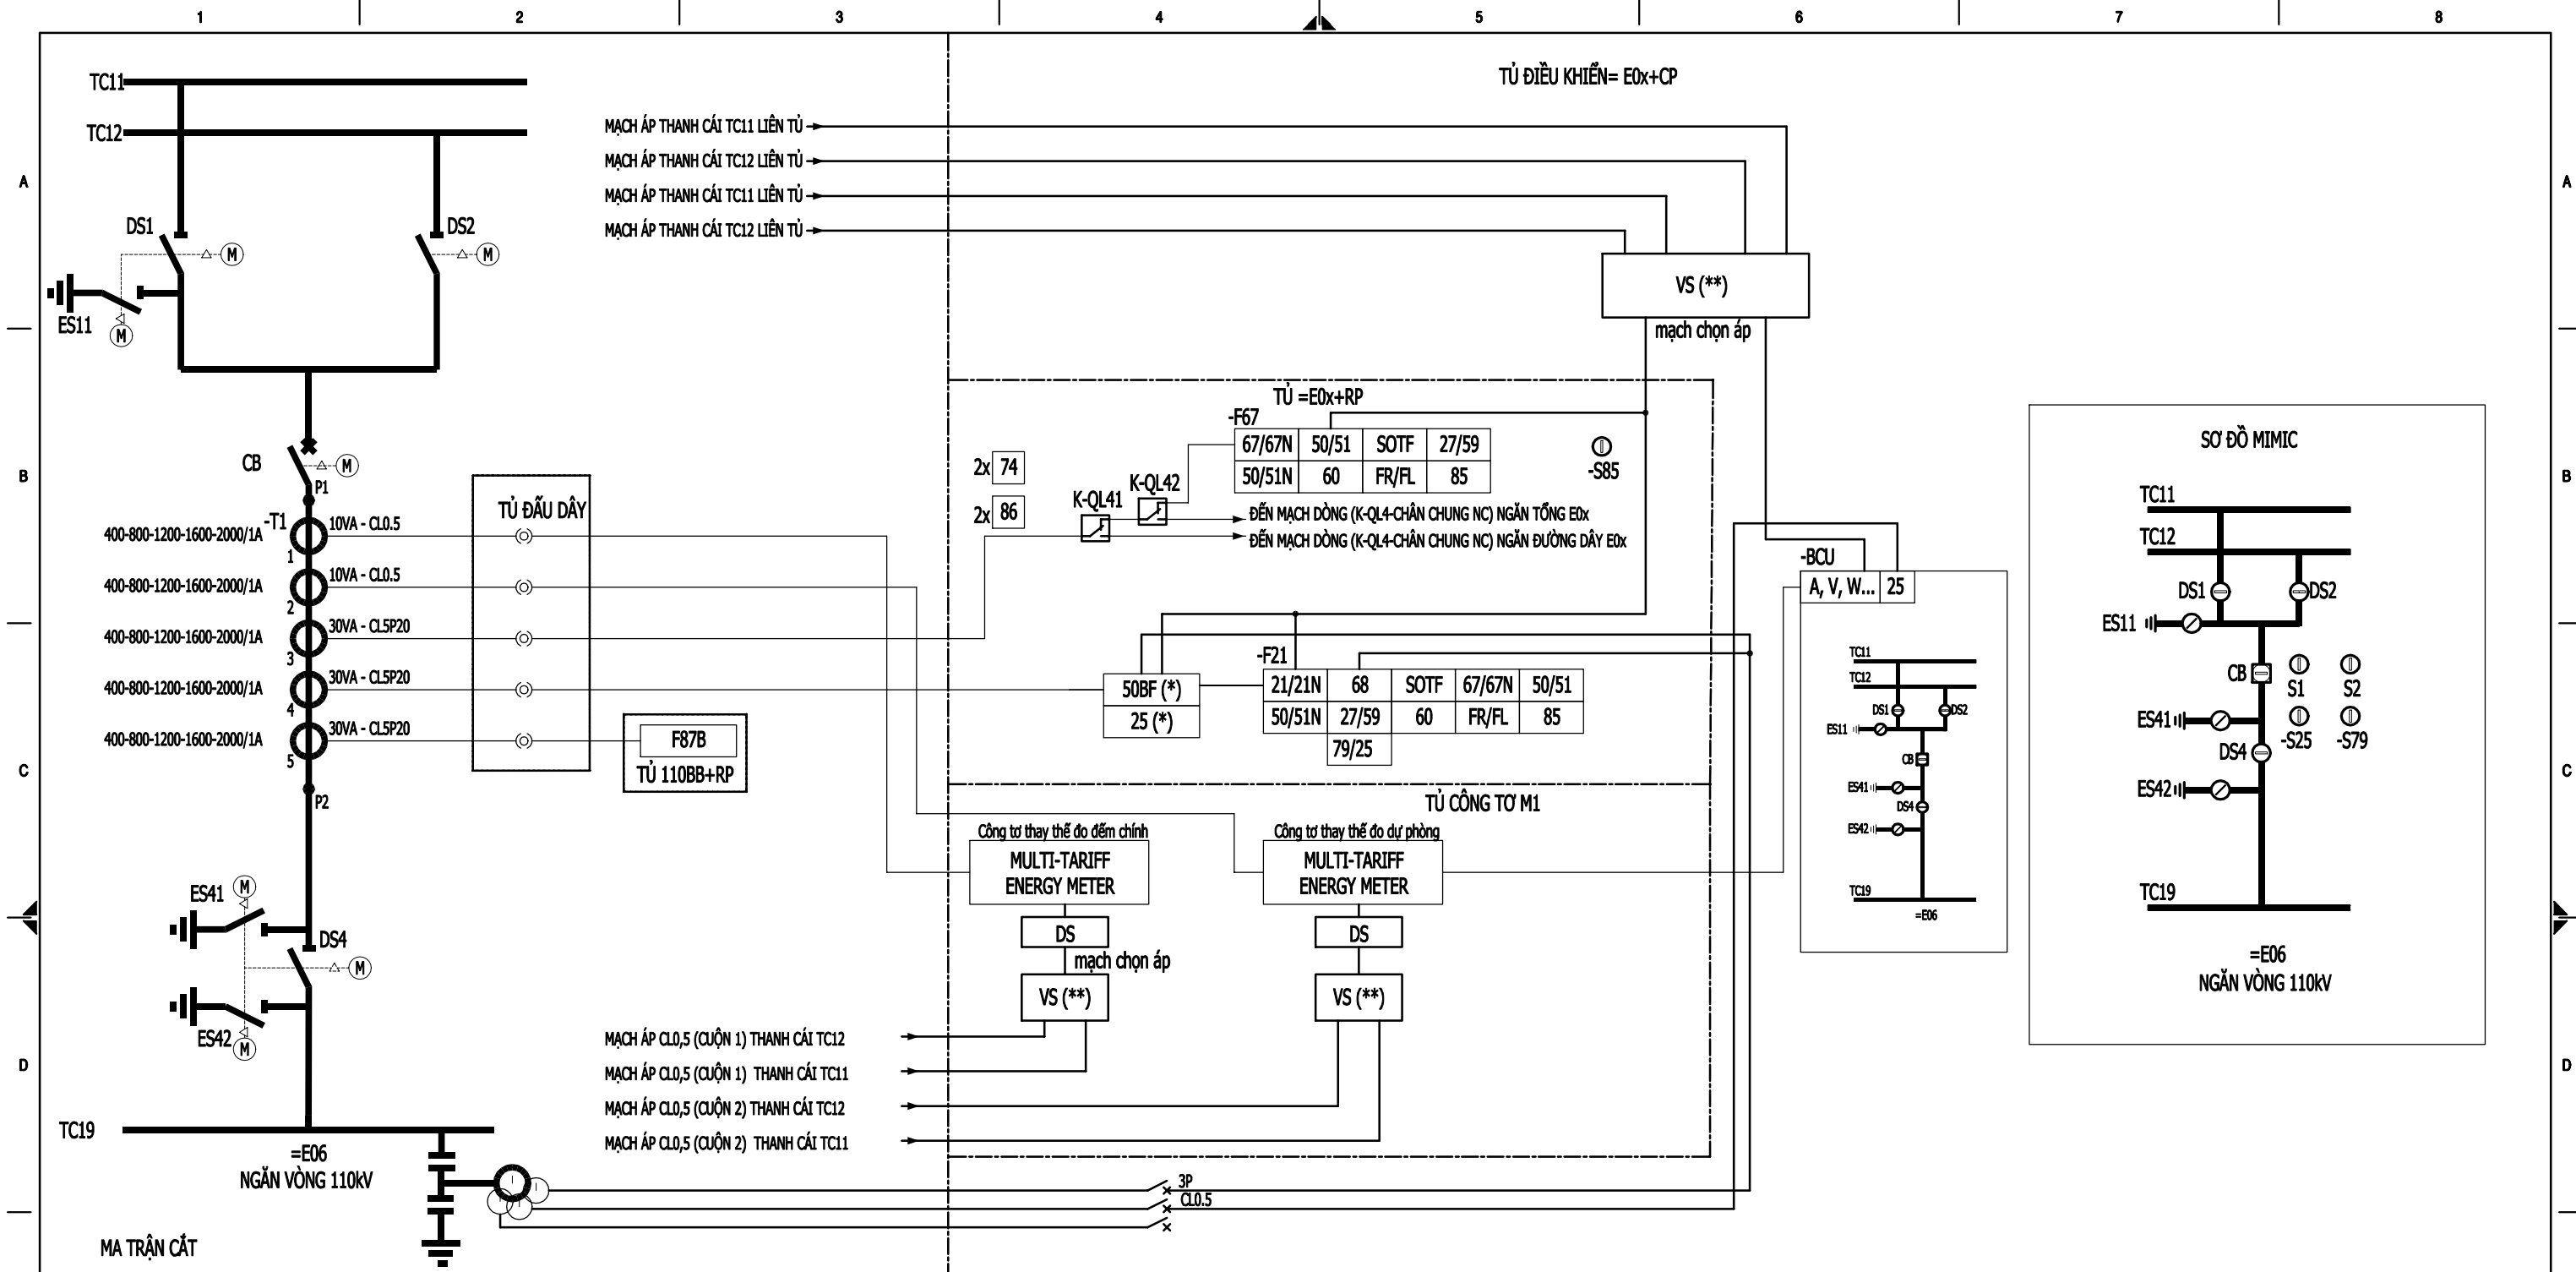 1 2 3 4 5 6 7 8
TỦ ĐIỀU KHIỂN= E0x+CP
TC11
TC12
MẠCH ÁP THANH CÁI TC11 LIÊN TỦ
MẠCH ÁP THANH CÁI TC12 LIÊN TỦ
MẠCH ÁP THANH CÁI TC11 LIÊN TỦ
MẠCH ÁP THANH CÁI TC12 LIÊN TỦ
A
A
DS1
DS2
M
M
ES11
M
VS (**)
mạch chọn áp
TỦ =E0x+RP
-F67
67/67N 50/51 SOTF 27/59
50/51N 60 FR/FL 85
-S85
B
B
CB
M
P1
2x 74
2x 86
K-QL41
K-QL42
ĐẾN MẠCH DÒNG (K-QL4-CHÂN CHUNG NC) NGĂN TỔNG E0x
ĐẾN MẠCH DÒNG (K-QL4-CHÂN CHUNG NC) NGĂN ĐƯỜNG DÂY E0x
TỦ ĐẤU DÂY
-T1
400-800-1200-1600-2000/1A
10VA - CL0.5
1
400-800-1200-1600-2000/1A
10VA - CL0.5
2
400-800-1200-1600-2000/1A
30VA - CL5P20
3
400-800-1200-1600-2000/1A
30VA - CL5P20
4
400-800-1200-1600-2000/1A
30VA - CL5P20
5
P2
F87B
TỦ 110BB+RP
50BF (*)
25 (*)
-F21
21/21N 68 SOTF 67/67N 50/51
50/51N 27/59 60 FR/FL 85
79/25
-BCU
A, V, W... 25
TC11
TC12
DS1
DS2
ES11
CB
ES41
DS4
ES42
TC19
=E06
SƠ ĐỒ MIMIC
TC11
TC12
DS1
DS2
ES11
CB
S1
S2
ES41
-S25
-S79
DS4
ES42
TC19
=E06
NGĂN VÒNG 110kV
C
C
TỦ CÔNG TƠ M1
Công tơ thay thế đo đếm chính
MULTI-TARIFF
ENERGY METER
DS
mạch chọn áp
VS (**)
Công tơ thay thế đo dự phòng
MULTI-TARIFF
ENERGY METER
DS
VS (**)
ES41
M
DS4
M
ES42
M
D
D
MẠCH ÁP CL0,5 (CUỘN 1) THANH CÁI TC12
MẠCH ÁP CL0,5 (CUỘN 1) THANH CÁI TC11
MẠCH ÁP CL0,5 (CUỘN 2) THANH CÁI TC12
MẠCH ÁP CL0,5 (CUỘN 2) THANH CÁI TC11
TC19
=E06
NGĂN VÒNG 110kV
3P
CL0.5
MA TRẬN CẮT